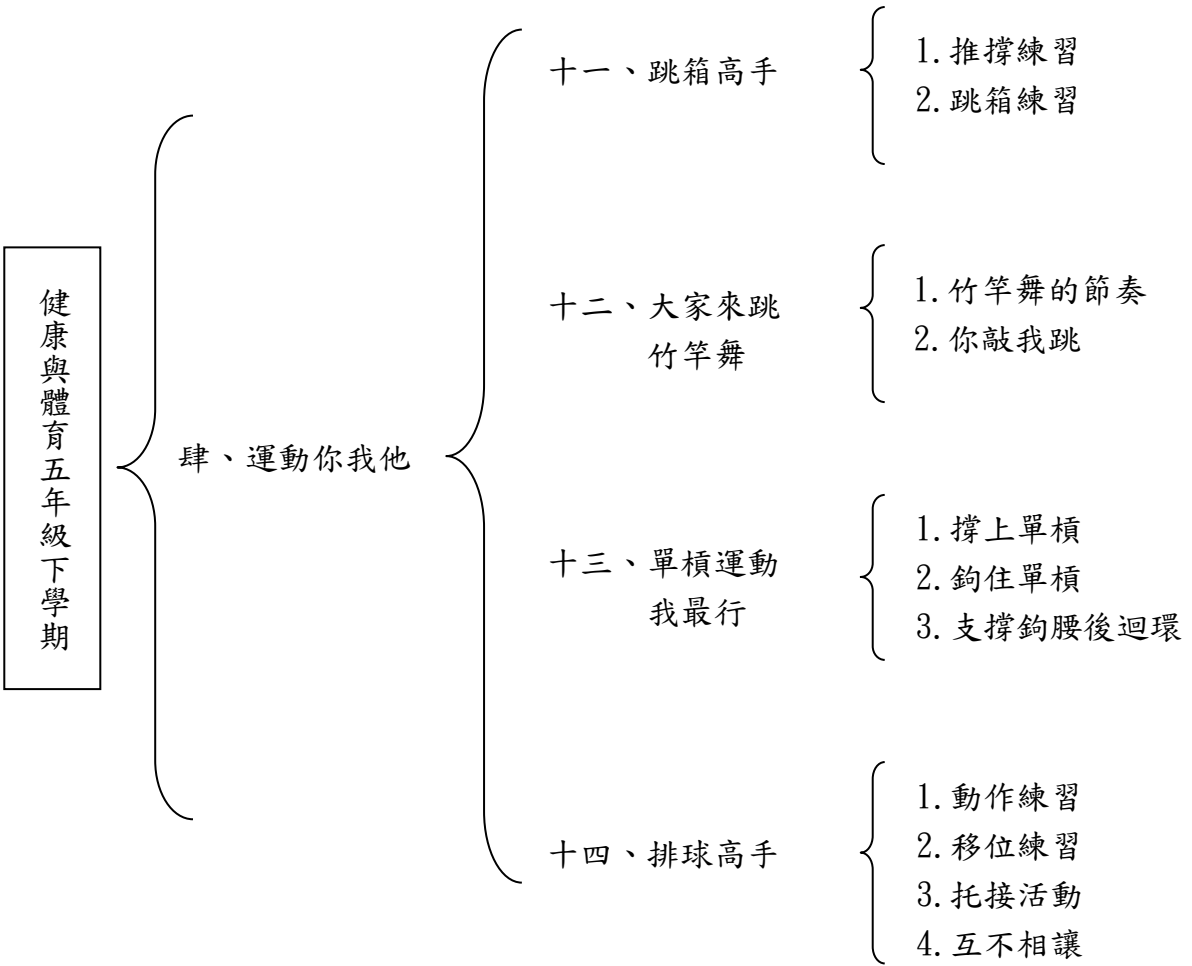 健康與體育五年級下學期
肆、運動你我他
十一、跳箱高手
1.推撐練習
2.跳箱練習
十二、大家來跳
竹竿舞
1.竹竿舞的節奏
2.你敲我跳
十三、單槓運動
我最行
1.撐上單槓
2.鉤住單槓
3.支撐鉤腰後迴環
十四、排球高手
1.動作練習
2.移位練習
3.托接活動
4.互不相讓